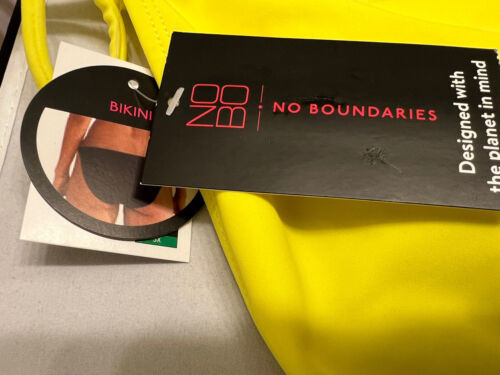 BIKINI
NO
BO
NO BOUNDARIES
Designed with
the planet in mind